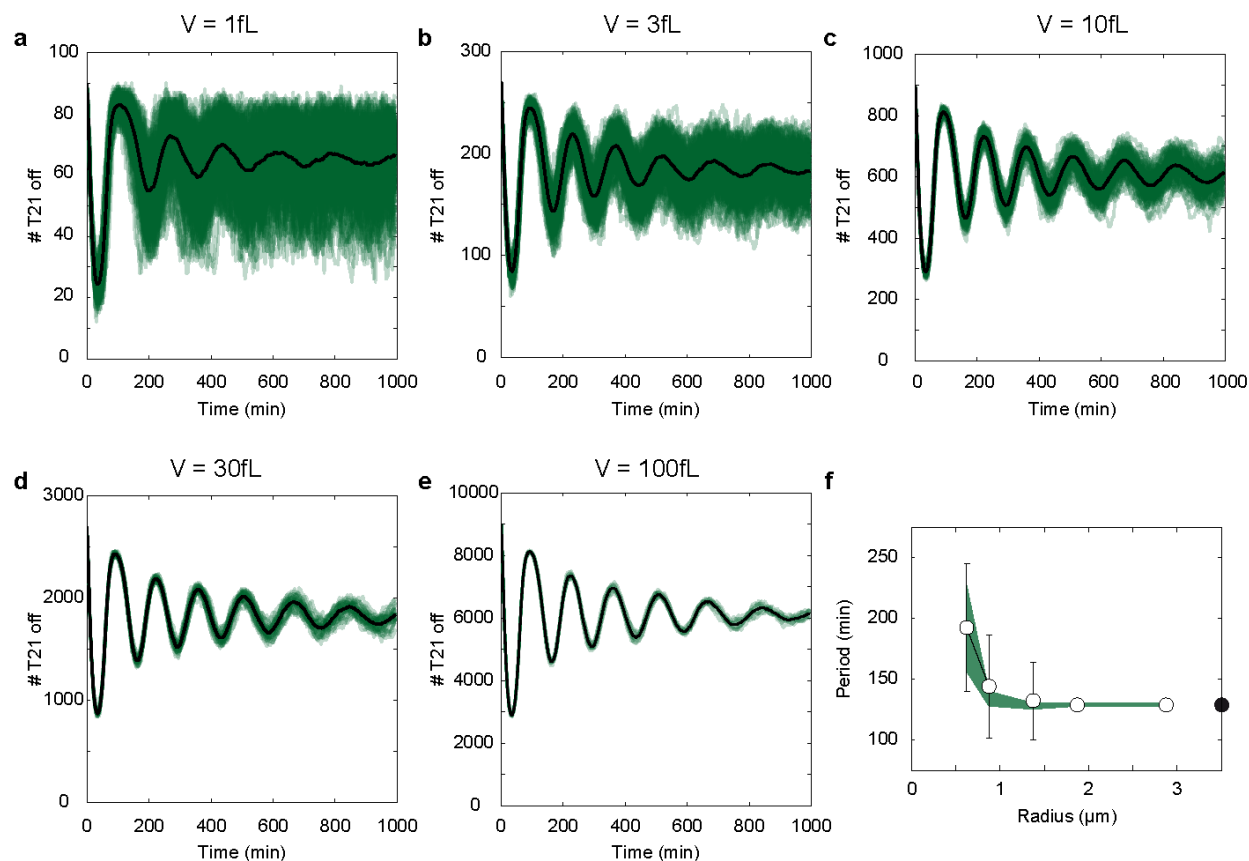 a
V = 1fL
100
80
60
40
20
0
# T21 off
0 200 400 600 800 1000
Time (min)
b
V = 3fL
300
200
100
0
# T21 off
0 200 400 600 800 1000
Time (min)
c
V = 10fL
1000
800
600
400
200
0
# T21 off
0 200 400 600 800 1000
Time (min)
d
V = 30fL
3000
2000
1000
0
# T21 off
0 200 400 600 800 1000
Time (min)
e
V = 100fL
10000
8000
6000
4000
2000
0
# T21 off
0 200 400 600 800 1000
Time (min)
f
250
200
150
100
Period (min)
0 1 2 3
Radius (µm)